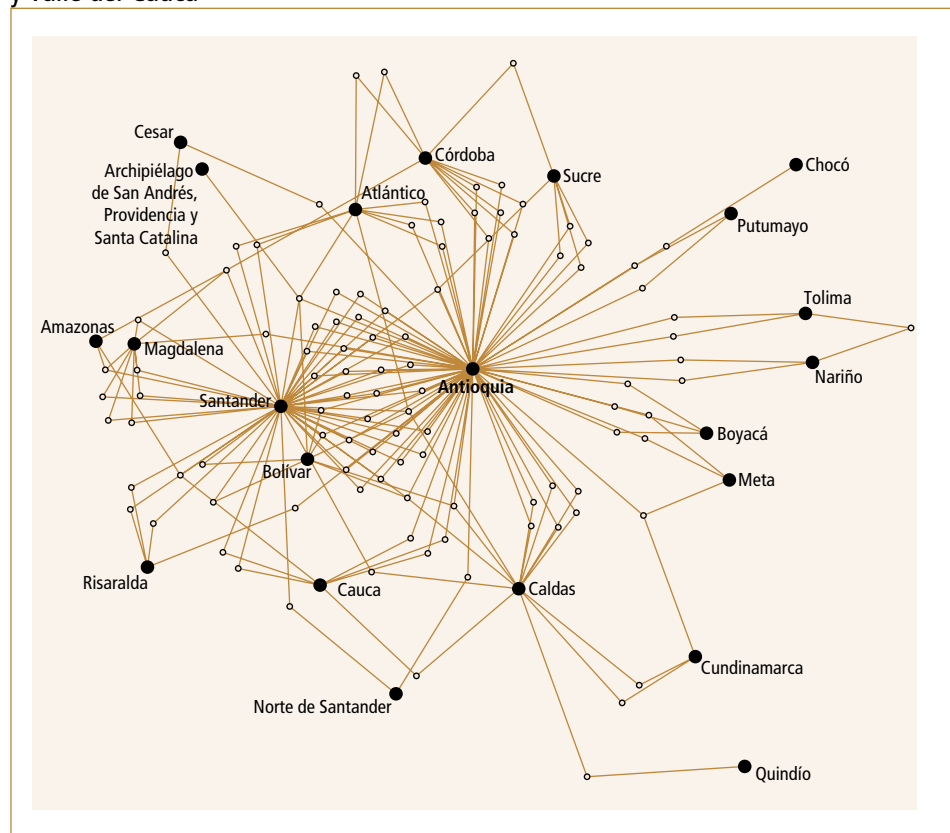 y Valle del Cauca
Cesar
Archipiélago
de San Andrés,
Providencia y
Santa Catalina
Córdoba
Atlántico
Sucre
Chocó
Putumayo
Tolima
Nariño
Amazonas
Magdalena
Santander
Antioquia
Bolívar
Boyacá
Meta
Risaralda
Cauca
Caldas
Cundinamarca
Norte de Santander
Quindío